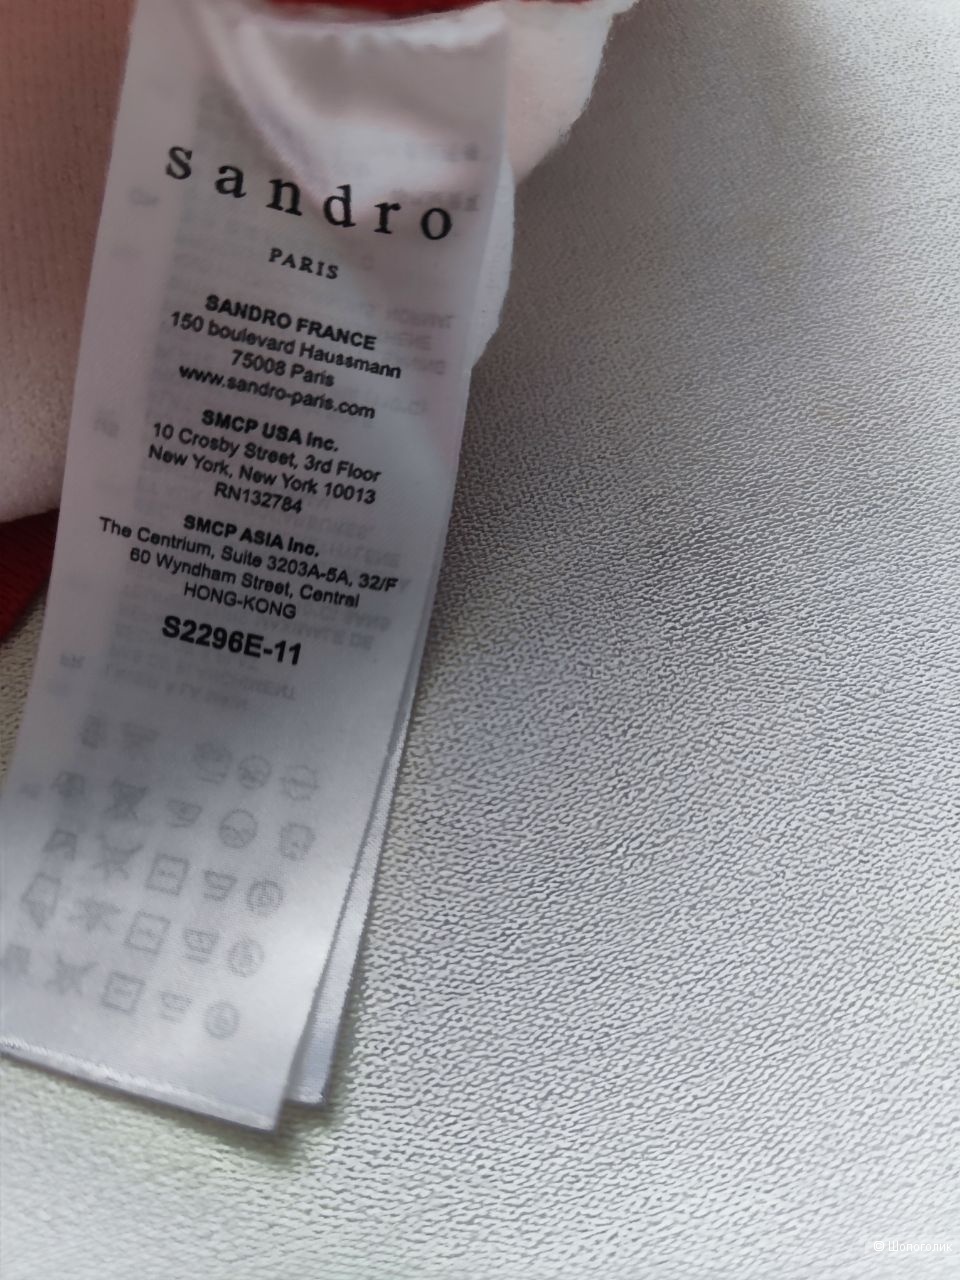 sandro
PARIS
SANDRO FRANCE
150 boulevard Haussmann
75008 Paris
www.sandro-paris.com
SMCP USA Inc.
10 Crosby Street, 3rd Floor
New York, New York 10013
RN132784
SMCP ASIA Inc.
The Centrium, Suite 3203A-5A, 32/F
60 Wyndham Street, Central
HONG-KONG
S2296E-11
© Шопоголик